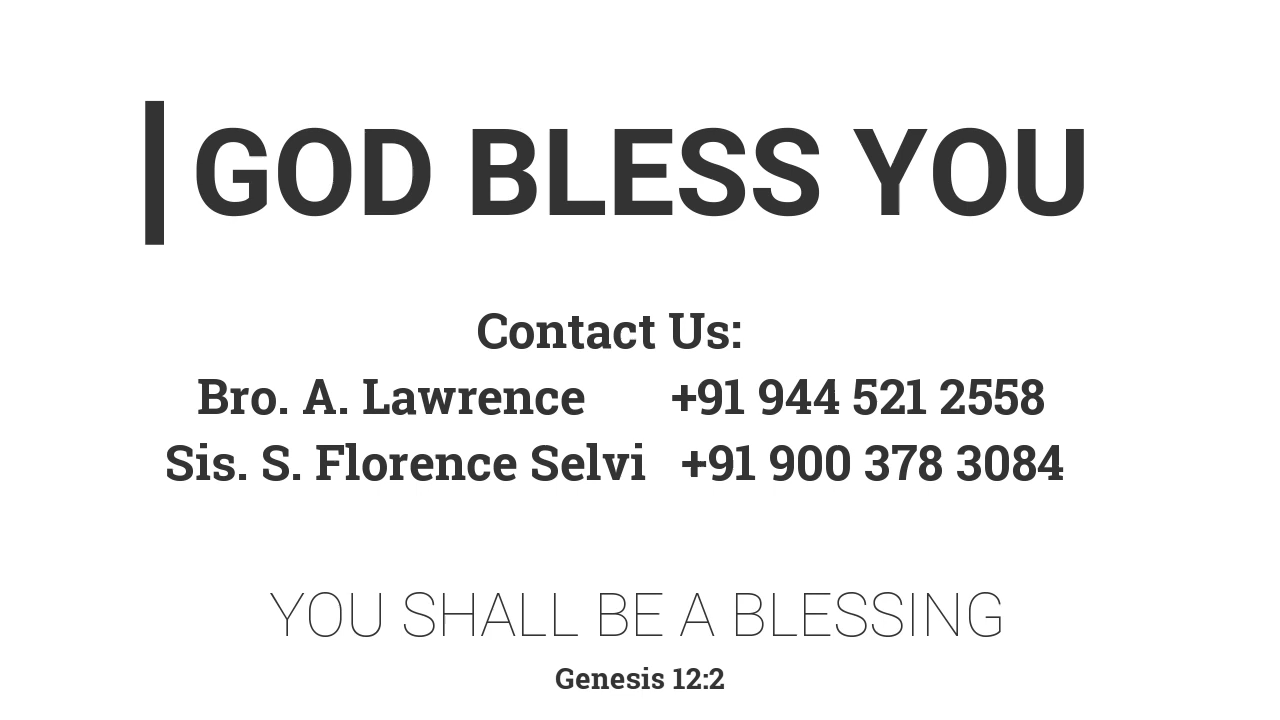 GOD BLESS YOU
Contact Us:
Bro. A. Lawrence +91 944 521 2558
Sis. S. Florence Selvi +91 900 378 3084
YOU SHALL BE A BLESSING
Genesis 12:2